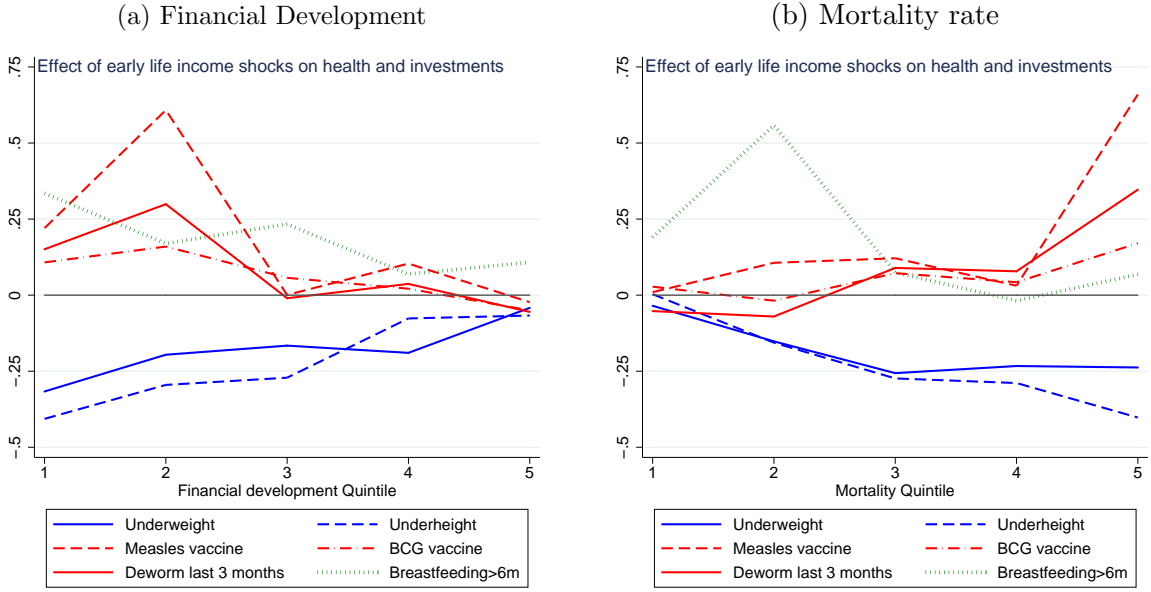 (a) Financial Development
Effect of early life income shocks on health and investments
.75
.5
.25
0
-.25
-.5
1 2 3 4 5
Financial development Quintile
Underweight Underheight
Measles vaccine BCG vaccine
Deworm last 3 months Breastfeeding>6m
(b) Mortality rate
Effect of early life income shocks on health and investments
.75
.5
.25
0
-.25
-.5
1 2 3 4 5
Mortality Quintile
Underweight Underheight
Measles vaccine BCG vaccine
Deworm last 3 months Breastfeeding>6m